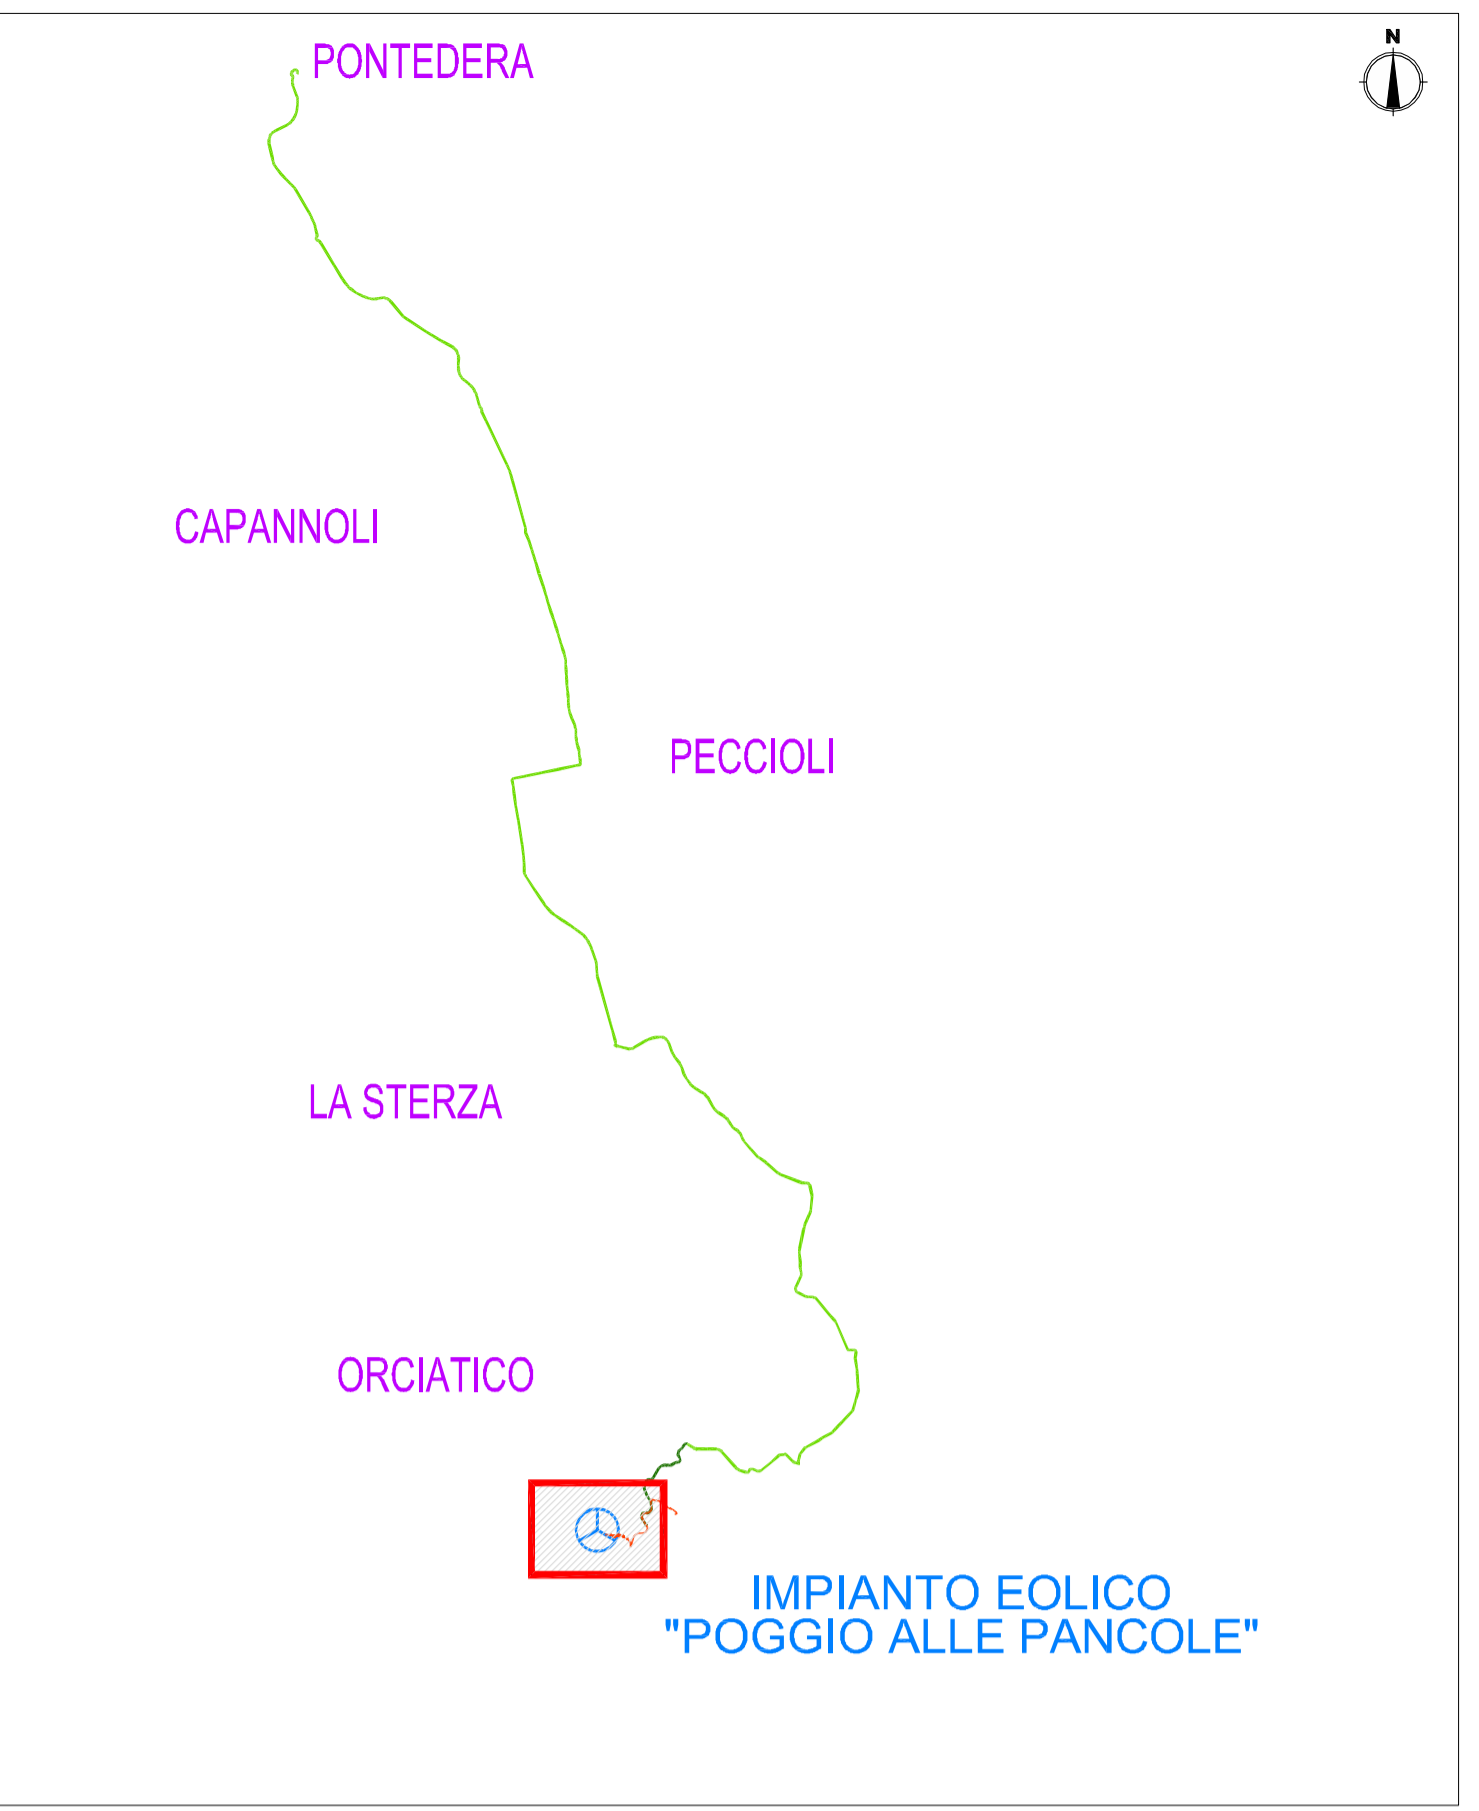 N
PONTEDERA
CAPANNOLI
PECCIOLI
LA STERZA
ORCIATICO
IMPIANTO EOLICO
"POGGIO ALLE PANCOLE"